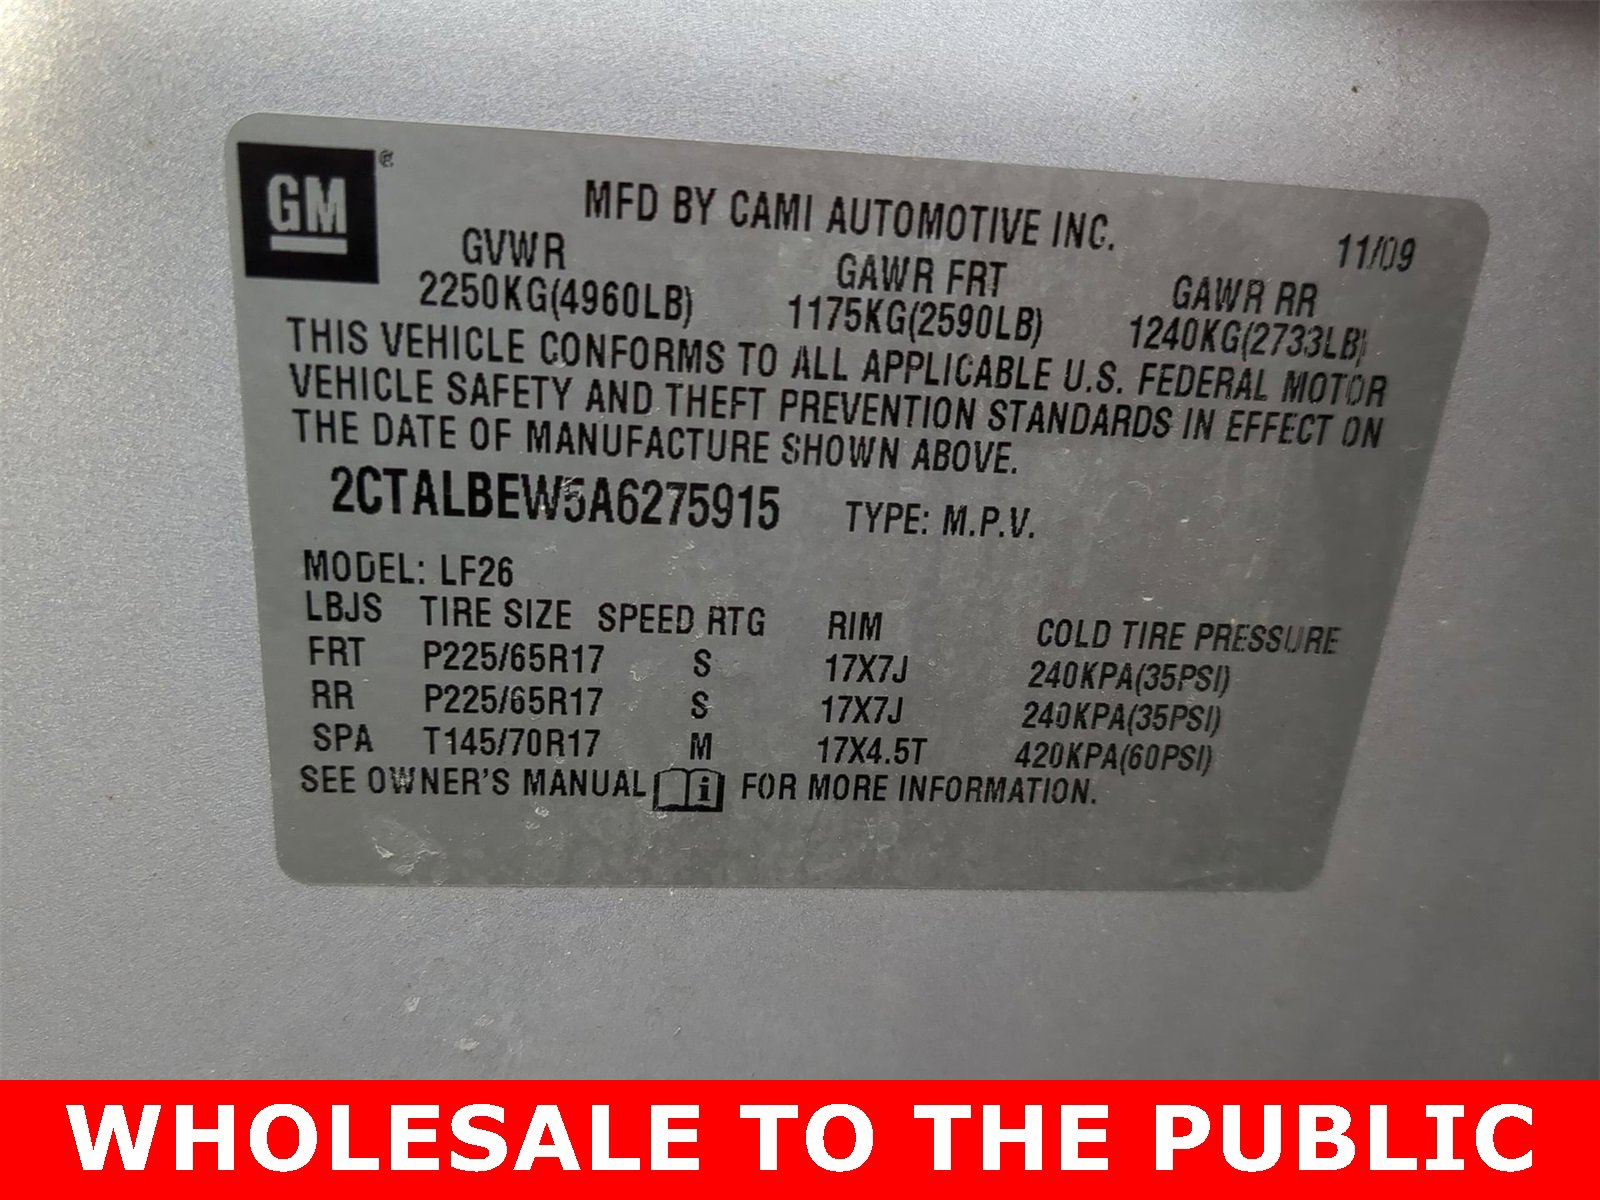 GM ®
MFD BY CAMI AUTOMOTIVE INC.
11/09
GVWR GAWR FRT GAWR RR
2250KG(4960LB) 1175KG(2590LB) 1240KG(2733LB)
THIS VEHICLE CONFORMS TO ALL APPLICABLE U.S. FEDERAL MOTOR
VEHICLE SAFETY AND THEFT PREVENTION STANDARDS IN EFFECT ON
THE DATE OF MANUFACTURE SHOWN ABOVE.
2CTALBEW5A6275915 TYPE: M.P.V.
MODEL: LF26
LBJS TIRE SIZE SPEED RTG RIM COLD TIRE PRESSURE
FRT P225/65R17 S 17X7J 240KPA(35PSI)
RR P225/65R17 S 17X7J 240KPA(35PSI)
SPA T145/70R17 M 17X4.5T 420KPA(60PSI)
SEE OWNER'S MANUAL i FOR MORE INFORMATION.
WHOLESALE TO THE PUBLIC